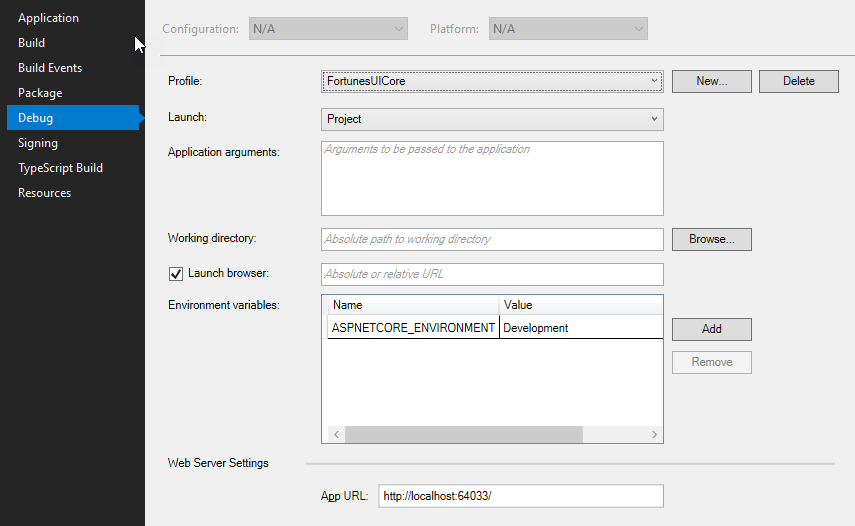 Application
Build
Build Events
Package
Debug
Signing
TypeScript Build
Resources
Configuration: N/A Platform: N/A
Profile: FortunesUICore New... Delete
Launch: Project
Application arguments: Arguments to be passed to the application
Working directory: Absolute path to working directory Browse...
Launch browser: Absolute or relative URL
Environment variables: Name Value
ASPNETCORE_ENVIRONMENT Development
Add
Remove
Web Server Settings
App URL: http://localhost:64033/